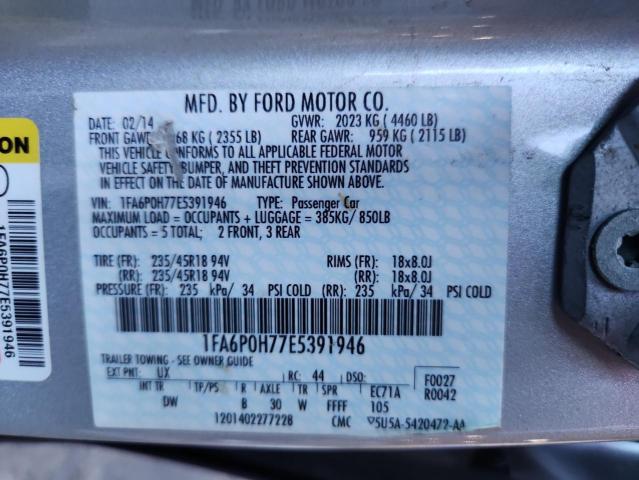 MFD. BY FORD MOTOR CO.
DATE: 02/14 GVWR: 2023 KG ( 4460 LB)
FRONT GAWR: 68 KG ( 2355 LB) REAR GAWR: 959 KG ( 2115 LB)
THIS VEHICLE CONFORMS TO ALL APPLICABLE FEDERAL MOTOR
VEHICLE SAFETY, BUMPER, AND THEFT PREVENTION STANDARDS
IN EFFECT ON THE DATE OF MANUFACTURE SHOWN ABOVE.
VIN: 1FA6P0H77E5391946 TYPE: Passenger Car
MAXIMUM LOAD = OCCUPANTS + LUGGAGE = 385KG/ 850LB
OCCUPANTS = 5 TOTAL; 2 FRONT, 3 REAR
TIRE (FR): 235/45R18 94V RIMS (FR): 18x8.0J
(RR): 235/45R18 94V (RR): 18x8.0J
PRESSURE (FR): 235 kPa/ 34 PSI COLD (RR): 235 kPa/ 34 PSI COLD
1FA6P0H77E5391946
TRAILER TOWING - SEE OWNER GUIDE
EXT PNT: UX RC: 44 DSO: F0027
INT TR TP/PS R AXLE TR SPR EC71A R0042
DW B 30 W FFFF 105
1201402277228 CMC ▽5U5A-5420472-AA
ON
1FA6P0H77E5391946